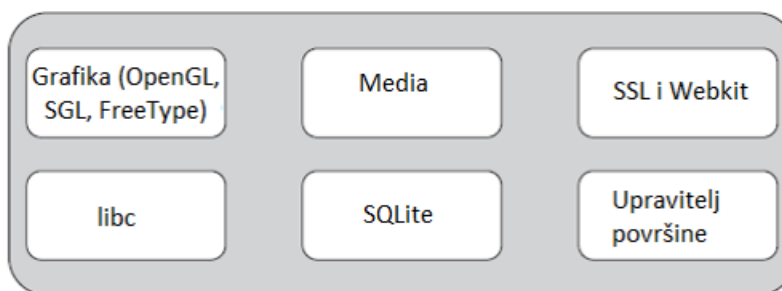 Grafika (OpenGL,
SGL, FreeType)
Media
SSL i Webkit
libc
SQLite
Upravitelj
površine